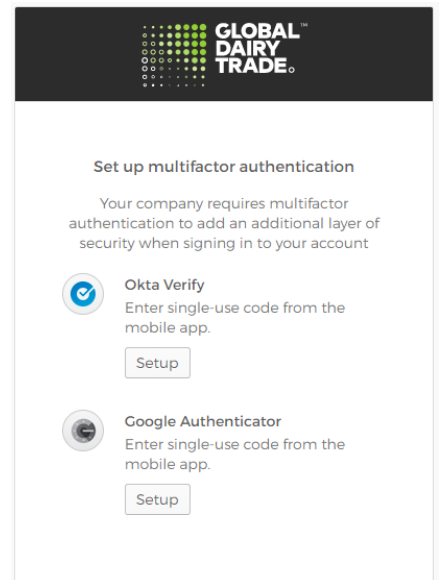 GLOBAL™
DAIRY
TRADE.
Set up multifactor authentication
Your company requires multifactor
authentication to add an additional layer of
security when signing in to your account
Okta Verify
Enter single-use code from the
mobile app.
Setup
Google Authenticator
Enter single-use code from the
mobile app.
Setup